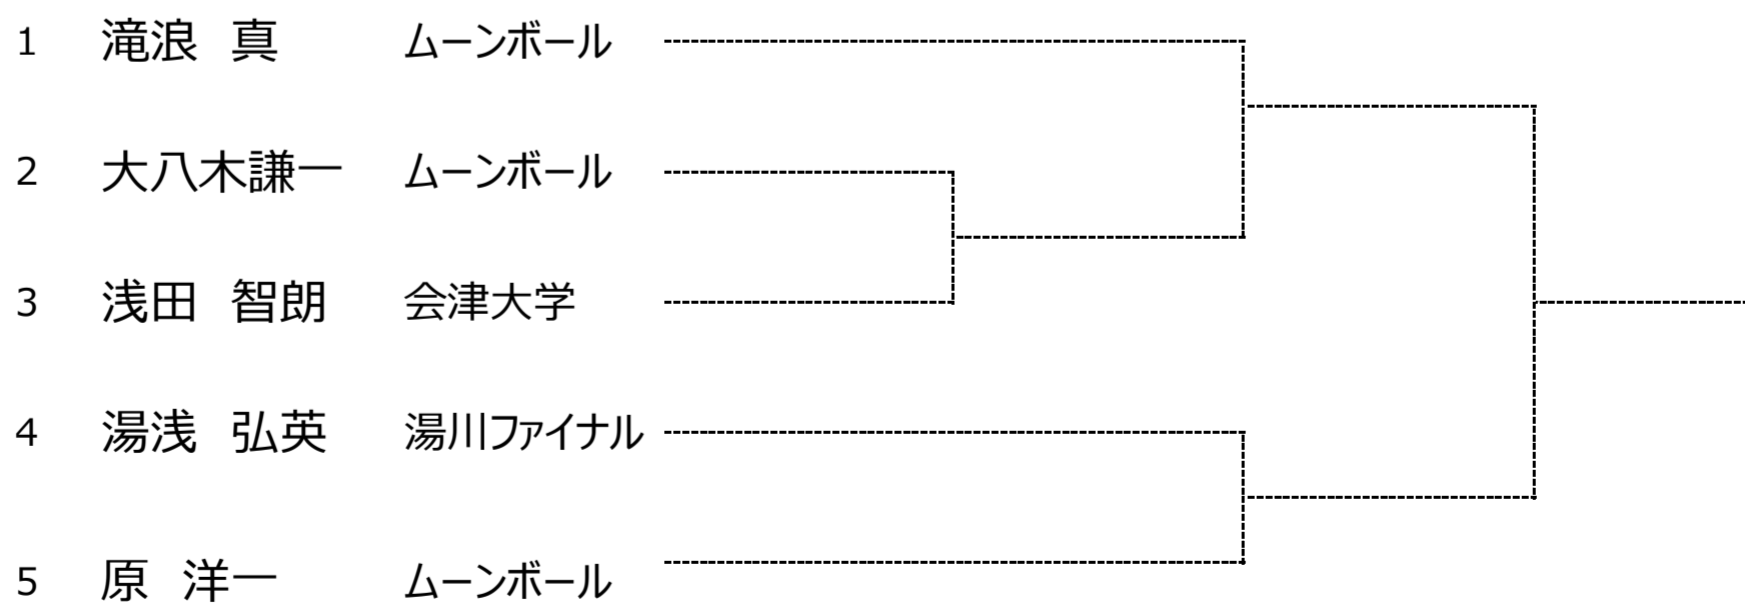 1 滝浪 真 ムーンボール
2 大八木謙一 ムーンボール
3 浅田 智朗 会津大学
4 湯浅 弘英 湯川ファイナル
5 原 洋一 ムーンボール